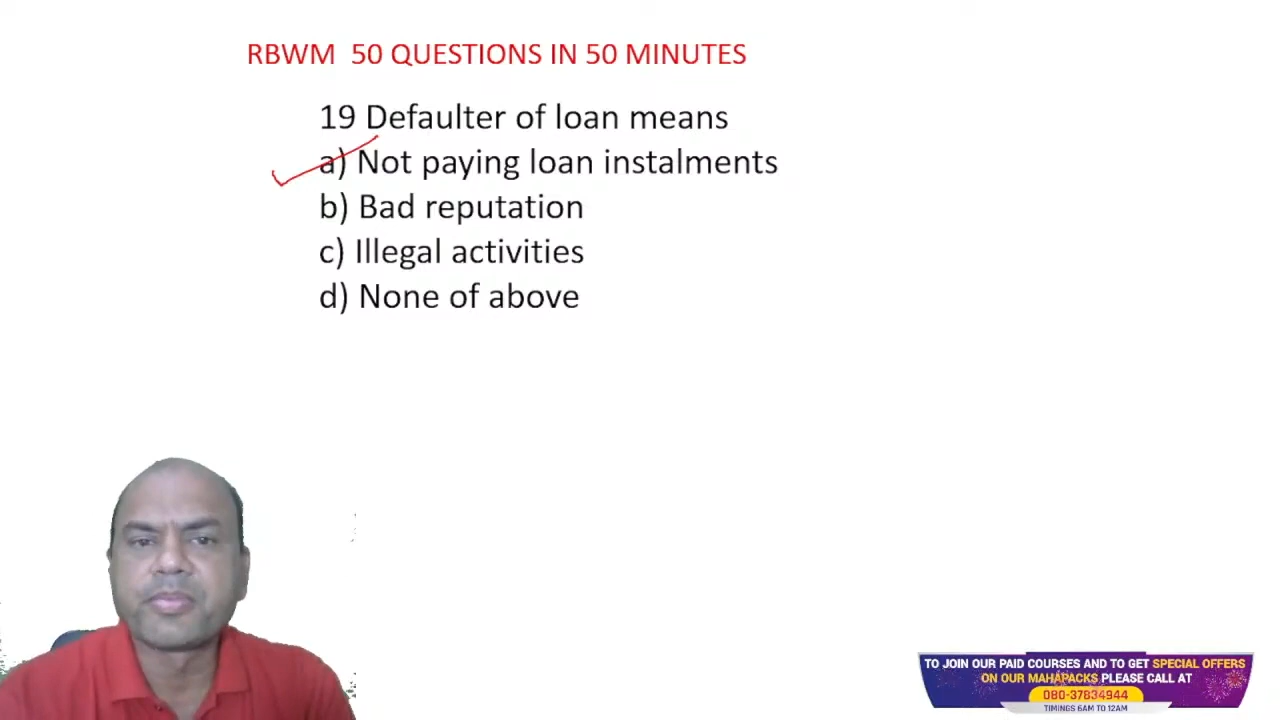 RBWM 50 QUESTIONS IN 50 MINUTES
19 Defaulter of loan means
a) Not paying loan instalments
b) Bad reputation
c) Illegal activities
d) None of above
TO JOIN OUR PAID COURSES AND TO GET SPECIAL OFFERS
ON OUR MAHAPACKS PLEASE CALL AT
080-37834944
TIMINGS 6AM TO 12AM